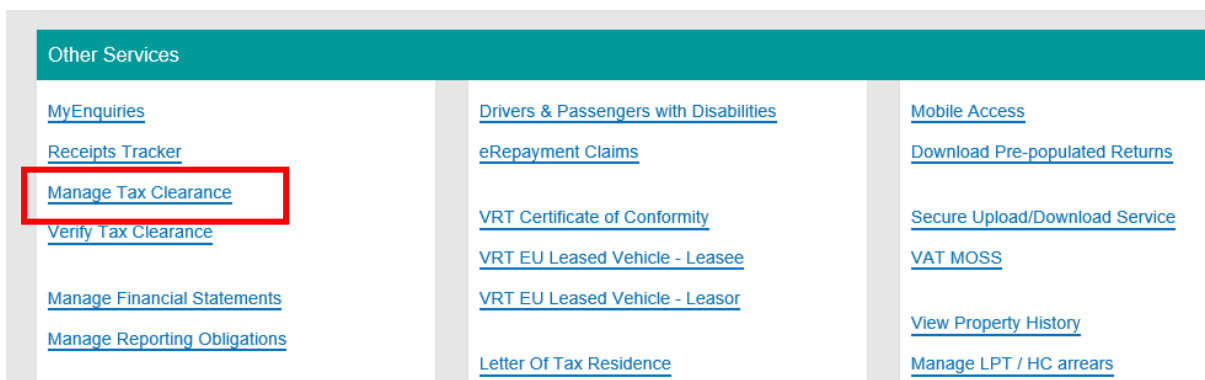 Other Services
MyEnquiries
Receipts Tracker
Manage Tax Clearance
Verify Tax Clearance
Manage Financial Statements
Manage Reporting Obligations
Drivers & Passengers with Disabilities
eRepayment Claims
VRT Certificate of Conformity
VRT EU Leased Vehicle - Leasee
VRT EU Leased Vehicle - Leasor
Letter Of Tax Residence
Mobile Access
Download Pre-populated Returns
Secure Upload/Download Service
VAT MOSS
View Property History
Manage LPT / HC arrears